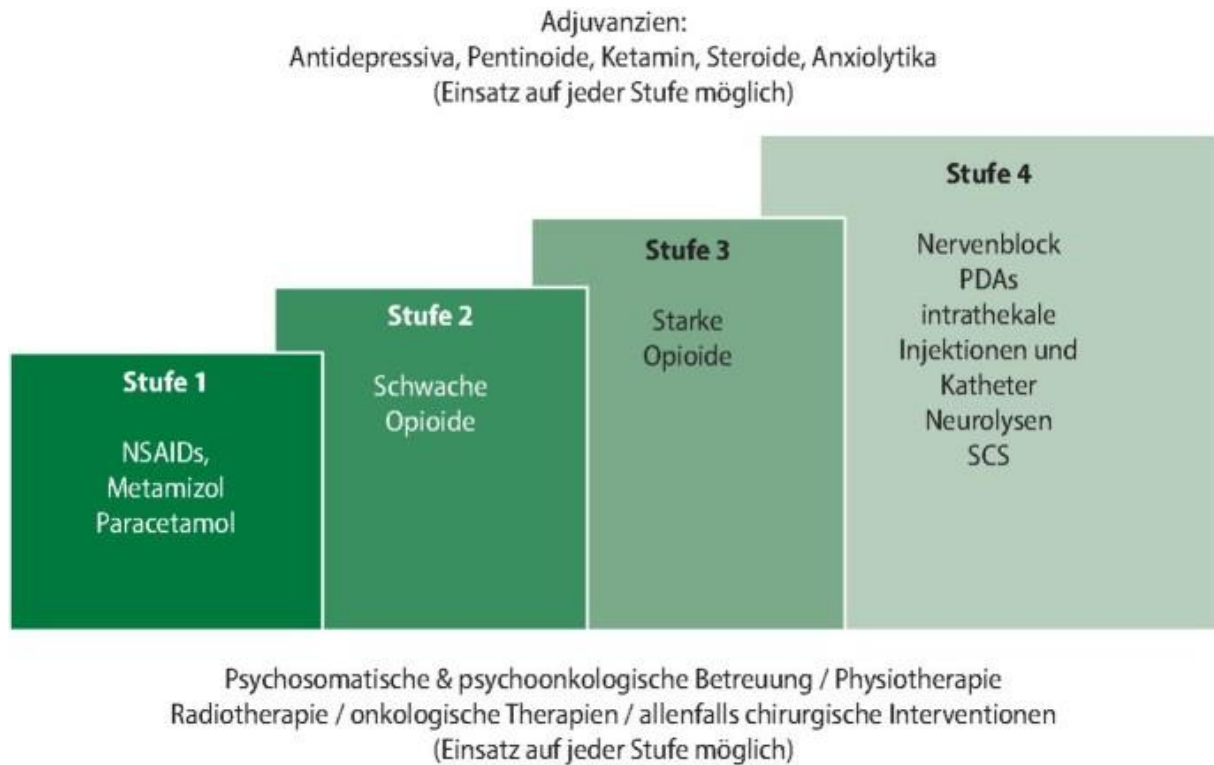 Adjuvanzien:
Antidepressiva, Pentinoide, Ketamin, Steroide, Anxiolytika
(Einsatz auf jeder Stufe möglich)
Stufe 1
NSAIDs,
Metamizol
Paracetamol
Stufe 2
Schwache
Opioide
Stufe 3
Starke
Opioide
Stufe 4
Nervenblock
PDAs
intrathekale
Injektionen und
Katheter
Neurolysen
SCS
Psychosomatische & psychoonkologische Betreuung / Physiotherapie
Radiotherapie / onkologische Therapien / allenfalls chirurgische Interventionen
(Einsatz auf jeder Stufe möglich)